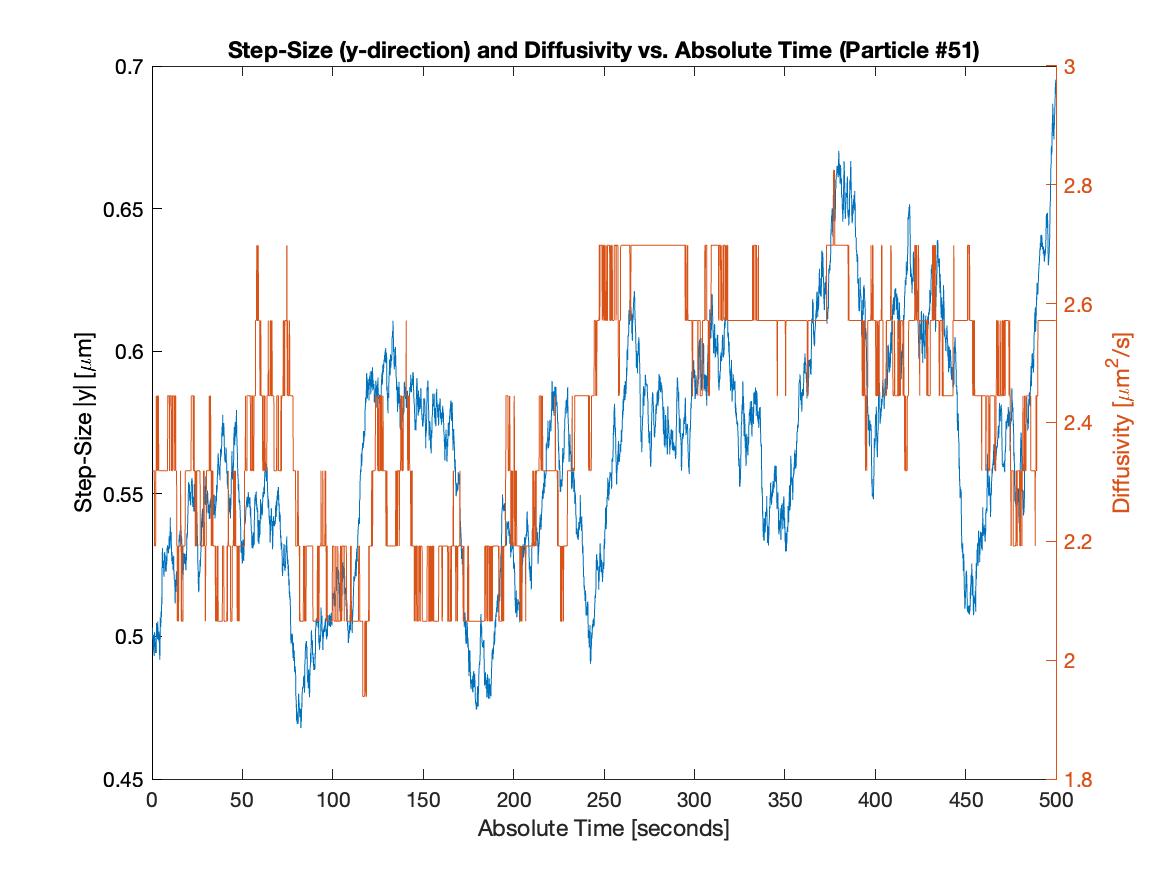 Step-Size (y-direction) and Diffusivity vs. Absolute Time (Particle #51)
0.7
0.65
0.6
0.55
0.5
0.45
Step-Size |y| [μm]
3
2.8
2.6
2.4
2.2
2
1.8
Diffusivity [μm²/s]
0 50 100 150 200 250 300 350 400 450 500
Absolute Time [seconds]